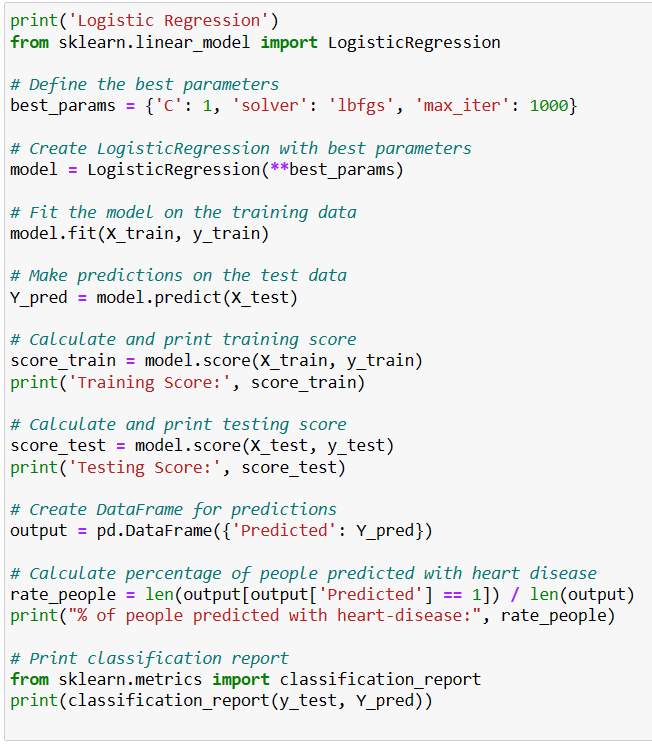 print('Logistic Regression')
from sklearn.linear_model import LogisticRegression
# Define the best parameters
best_params = {'C': 1, 'solver': 'lbfgs', 'max_iter': 1000}
# Create LogisticRegression with best parameters
model = LogisticRegression(**best_params)
# Fit the model on the training data
model.fit(X_train, y_train)
# Make predictions on the test data
Y_pred = model.predict(X_test)
# Calculate and print training score
score_train = model.score(X_train, y_train)
print('Training Score:', score_train)
# Calculate and print testing score
score_test = model.score(X_test, y_test)
print('Testing Score:', score_test)
# Create DataFrame for predictions
output = pd.DataFrame({'Predicted': Y_pred})
# Calculate percentage of people predicted with heart disease
rate_people = len(output[output['Predicted'] == 1]) / len(output)
print("% of people predicted with heart-disease:", rate_people)
# Print classification report
from sklearn.metrics import classification_report
print(classification_report(y_test, Y_pred))